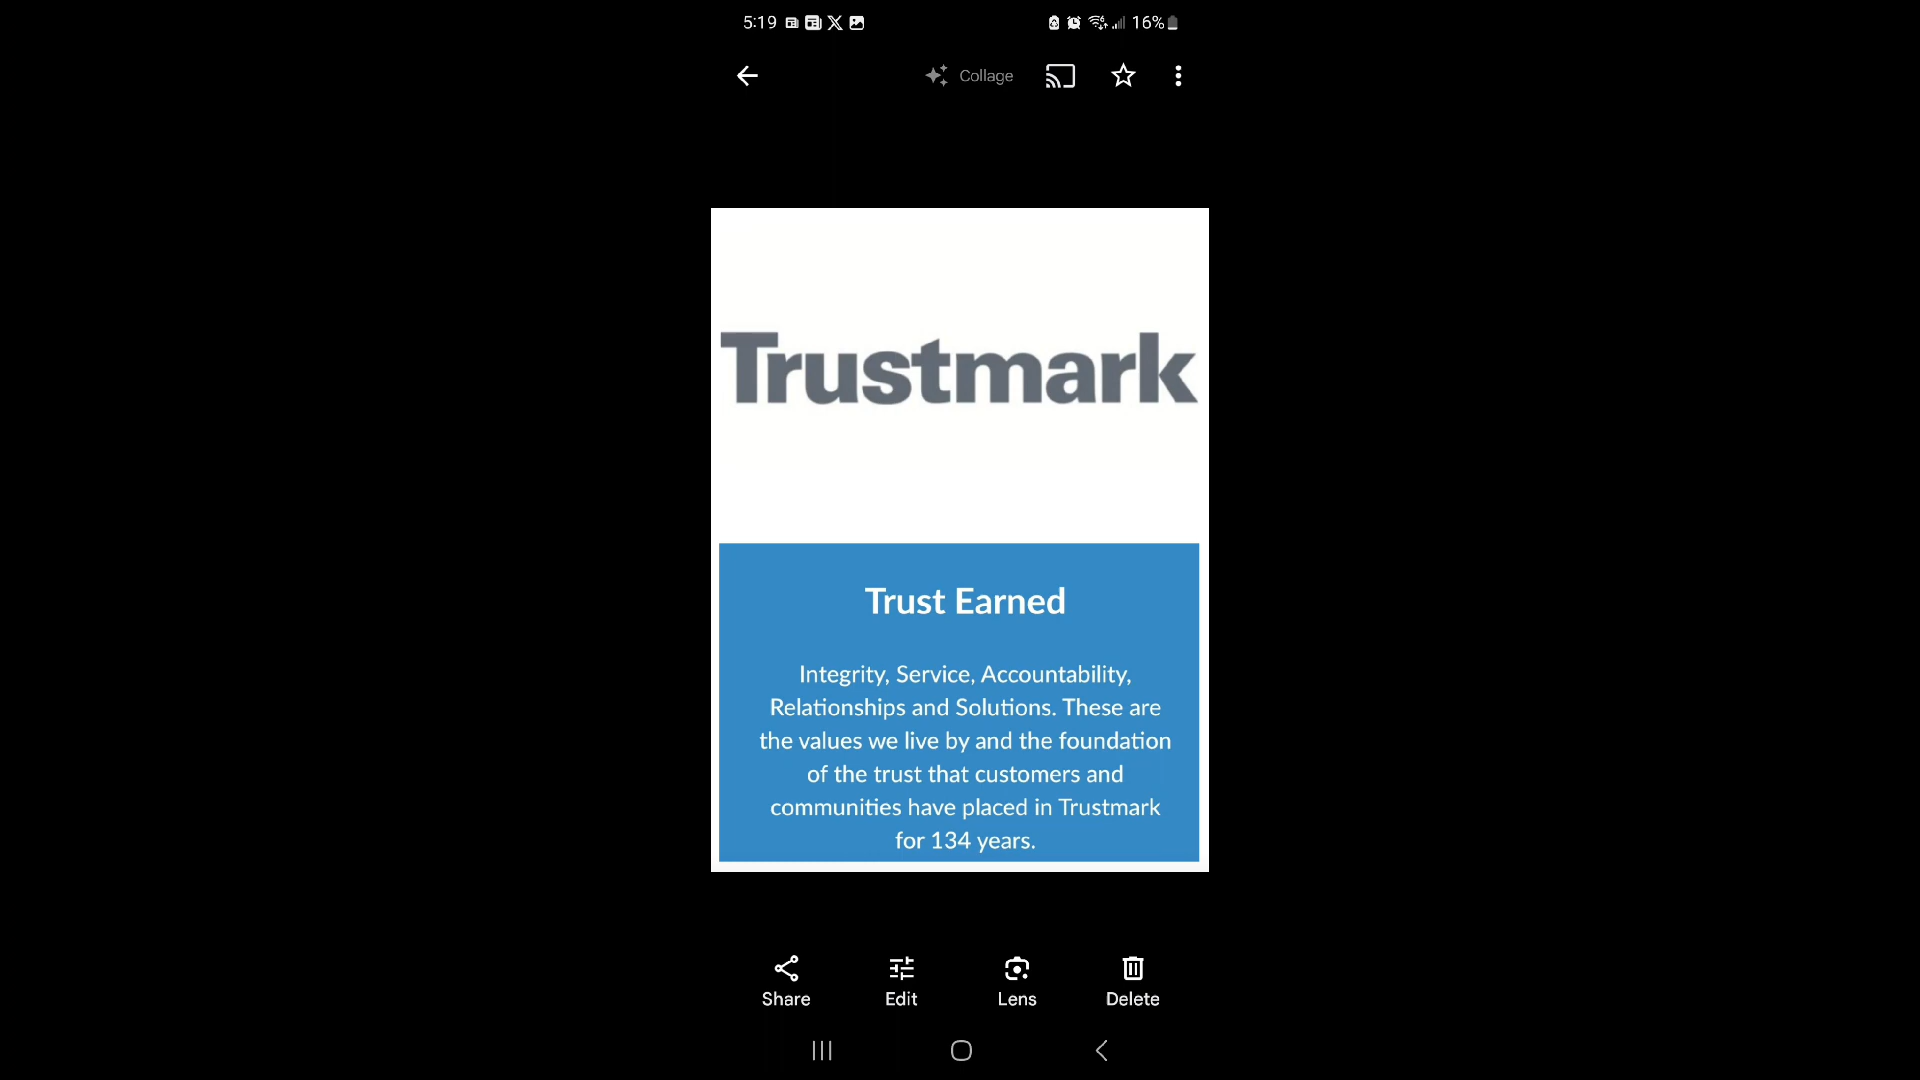 5:19
16%
Collage
Trustmark
Trust Earned
Integrity, Service, Accountability,
Relationships and Solutions. These are
the values we live by and the foundation
of the trust that customers and
communities have placed in Trustmark
for 134 years.
Share Edit Lens Delete